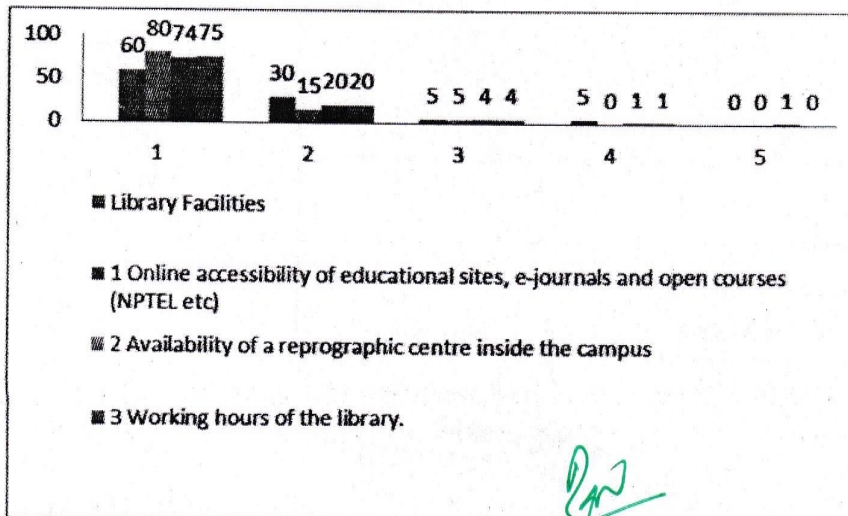 100
50
0
60 80 74 75
30 15 20 20
5 5 4 4
5 0 1 1
0 0 1 0
1 2 3 4 5
Library Facilities
1 Online accessibility of educational sites, e-journals and open courses
(NPTEL etc)
2 Availability of a reprographic centre inside the campus
3 Working hours of the library.